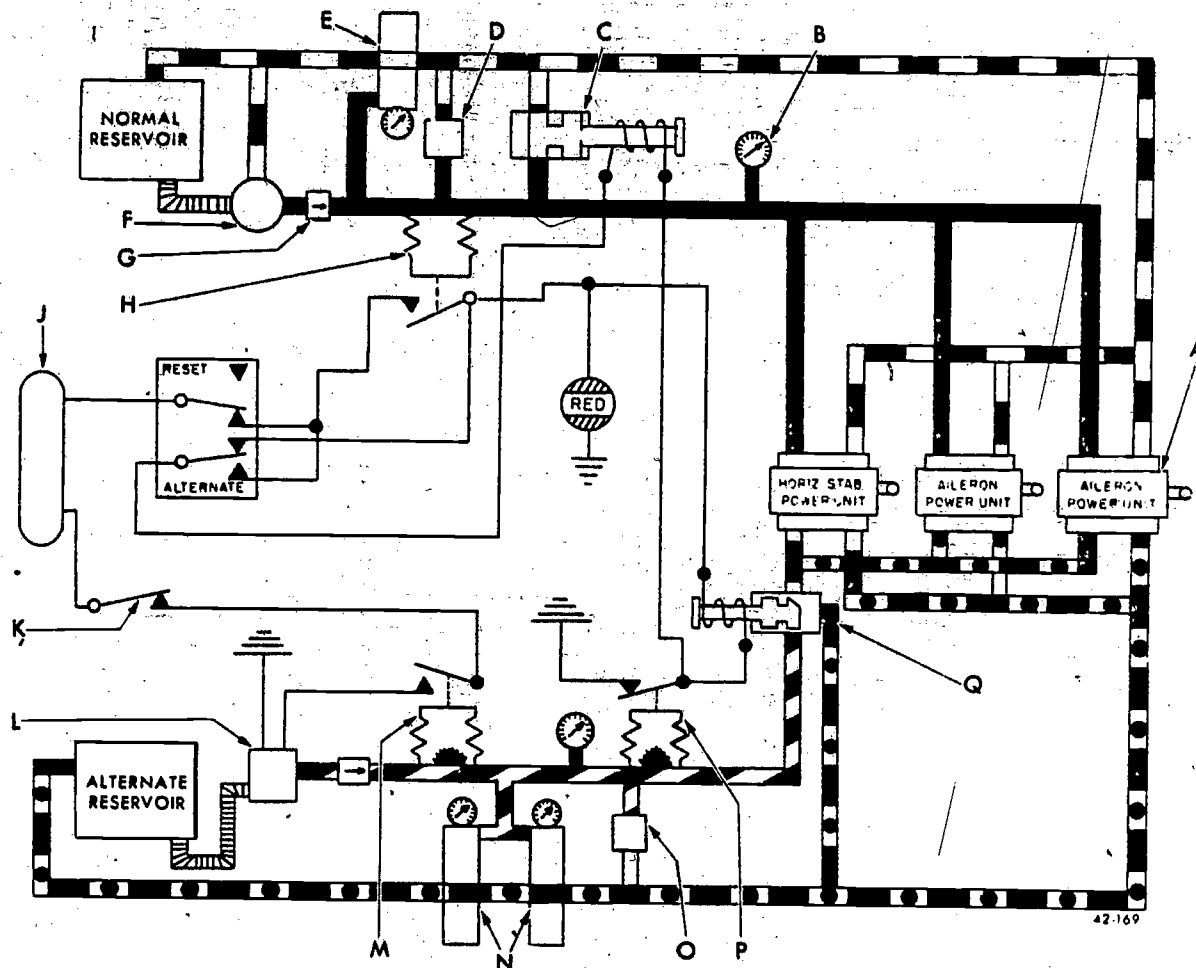 E
D
C
B
NORMAL
RESERVOIR
F
G
H
J
A
RESET
RED
ALTERNATE
HORIZ STAB.
POWER UNIT
AILERON
POWER UNIT
AILERON
POWER UNIT
K
Q
L
ALTERNATE
RESERVOIR
42-169
M
N
O
P